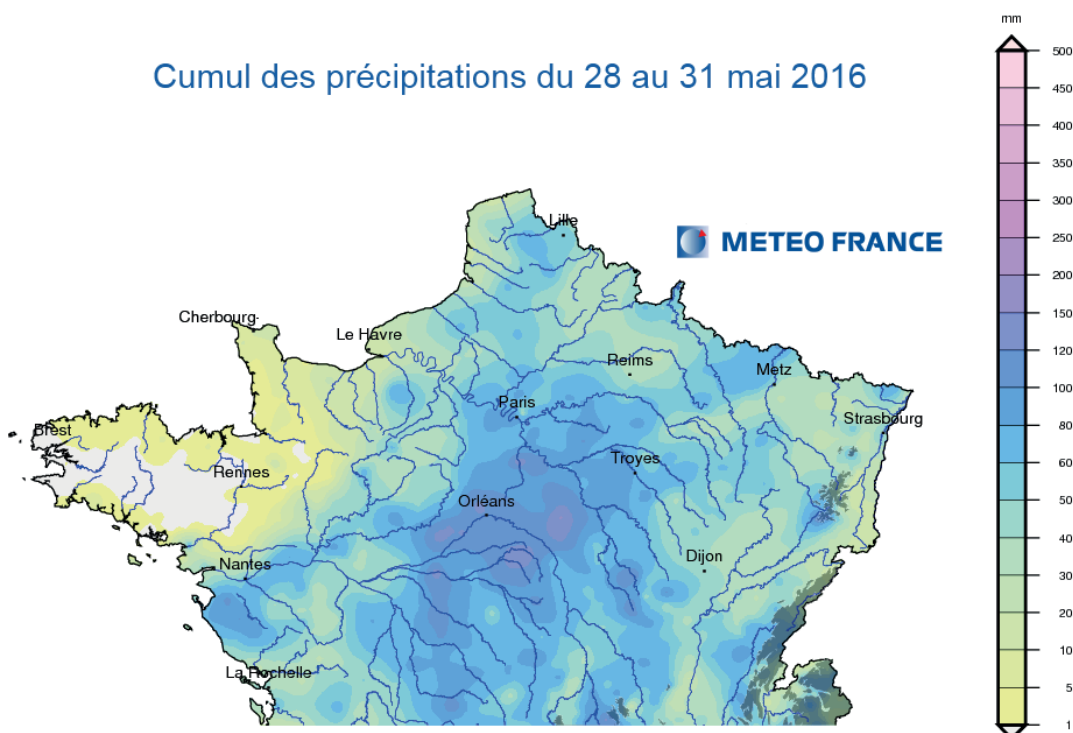 mm
Cumul des précipitations du 28 au 31 mai 2016
METEO FRANCE
Lille
Cherbourg
Le Havre
Reims
Metz
Paris
Strasbourg
Brest
Rennes
Troyes
Orléans
Dijon
Nantes
La Rochelle
500
450
400
350
300
250
200
150
120
100
80
60
50
40
30
20
10
5
1